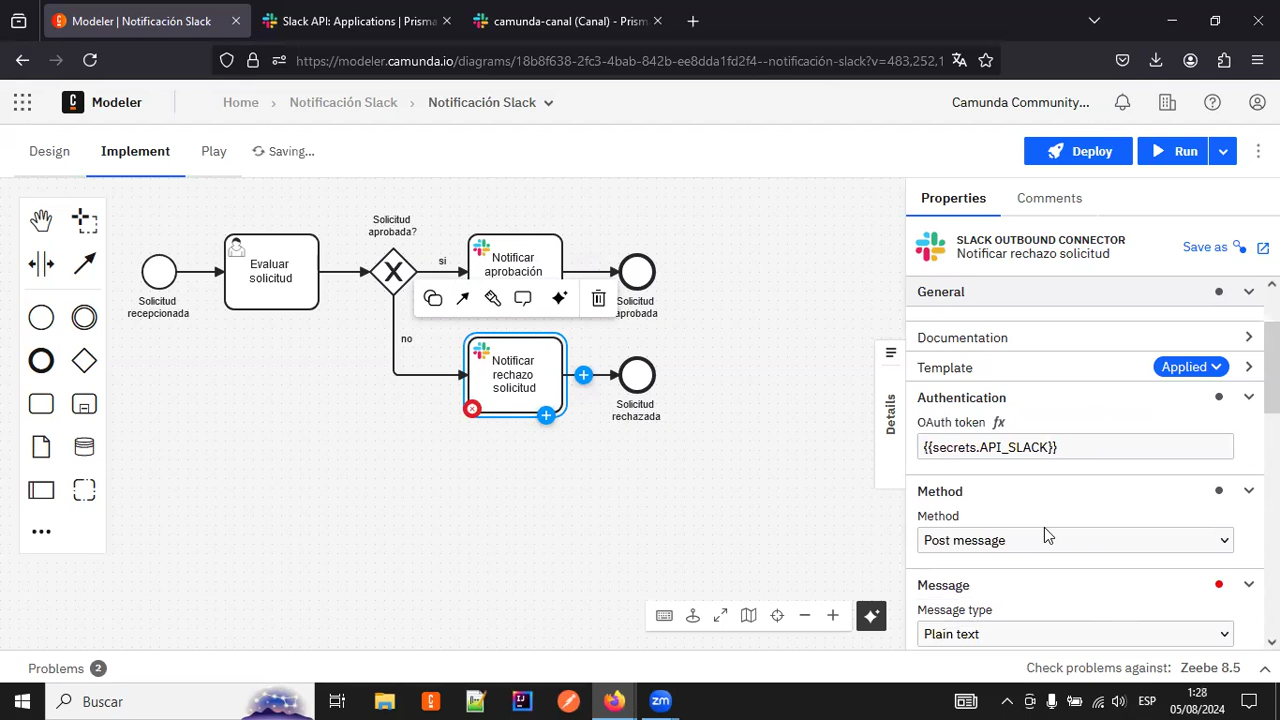 Modeler | Notificación Slack
Slack API: Applications | Prisma
camunda-canal (Canal) - Prism
https://modeler.camunda.io/diagrams/18b8f638-2fc3-4bab-842b-ee8dda1fd2f4--notificación-slack?v=483,252,1
Modeler
Home
Notificación Slack
Notificación Slack
Camunda Community...
Design
Implement
Play
Saving...
Deploy
Run
Solicitud
recepcionada
Evaluar
solicitud
Solicitud
aprobada?
si
no
Notificar
aprobación
Solicitud
aprobada
Notificar
rechazo
solicitud
Solicitud
rechazada
Details
Properties
Comments
SLACK OUTBOUND CONNECTOR
Notificar rechazo solicitud
Save as
General
Documentation
Template
Applied
Authentication
OAuth token fx
{{secrets.API_SLACK}}
Method
Method
Post message
Message
Message type
Plain text
Problems 2
Check problems against: Zeebe 8.5
Buscar
zm
ESP
1:28
05/08/2024